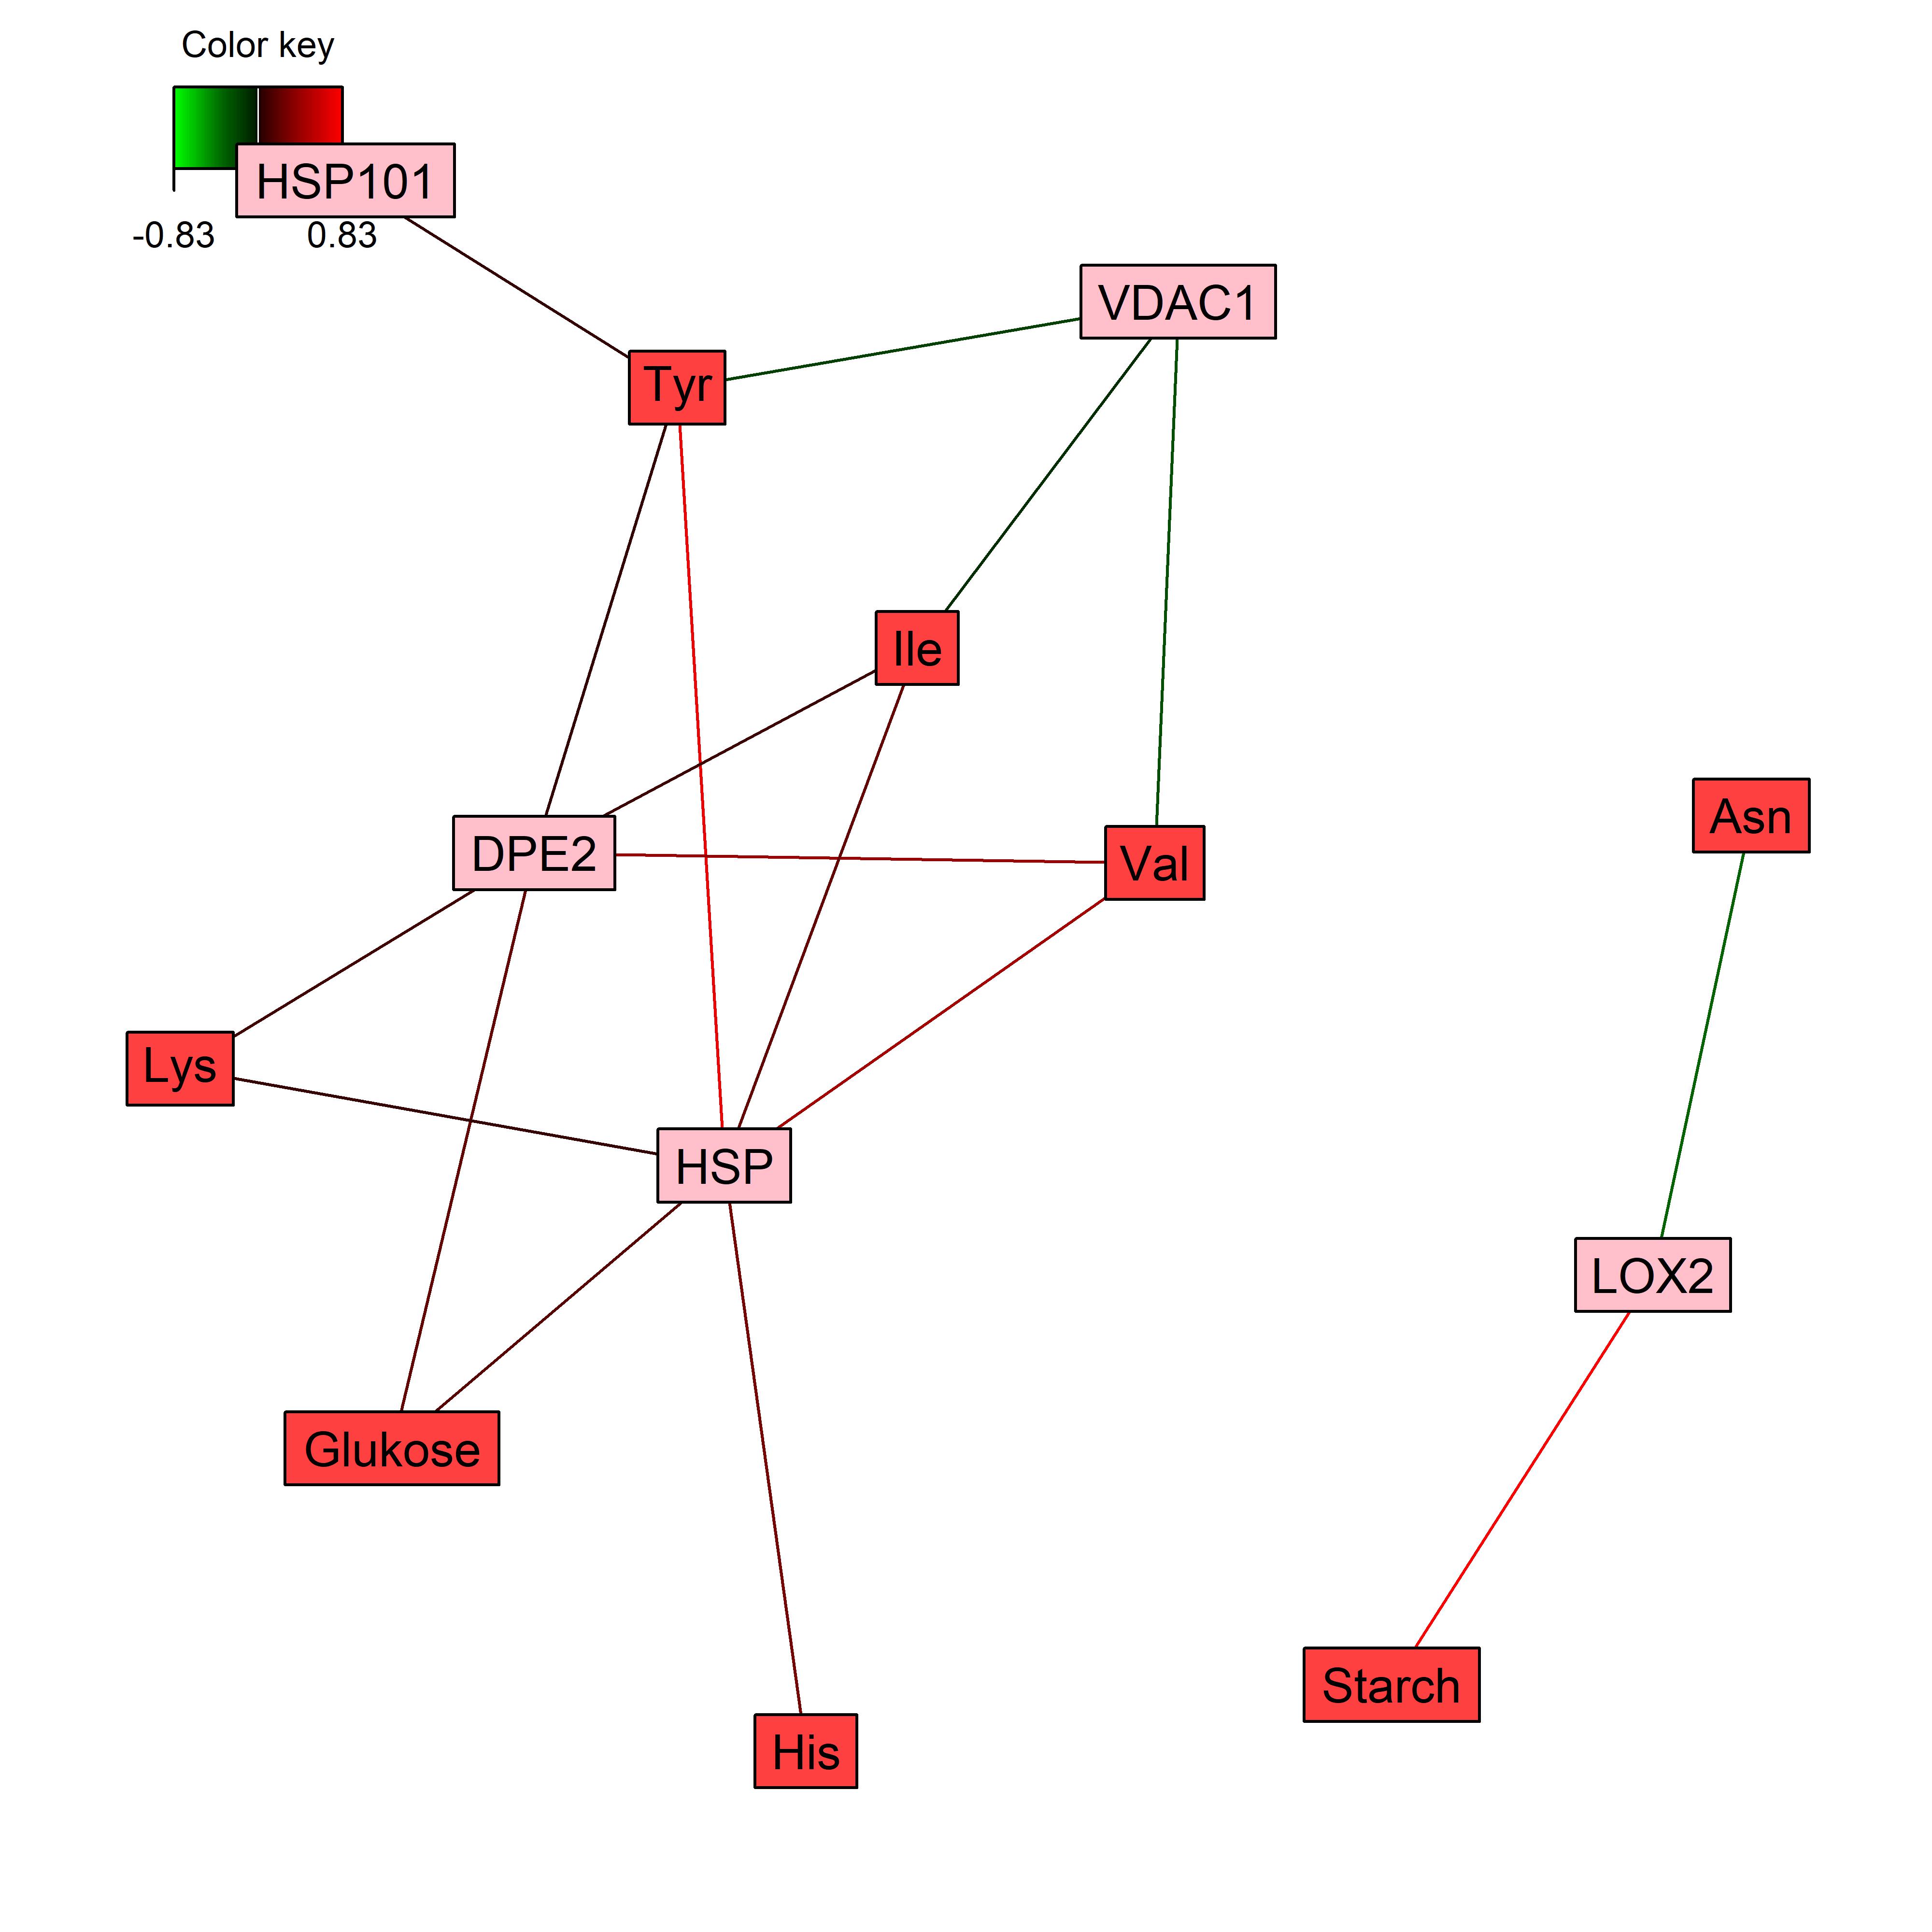 Color key
HSP101
-0.83
0.83
VDAC1
Tyr
Ile
Asn
DPE2
Val
Lys
HSP
LOX2
Glukose
Starch
His